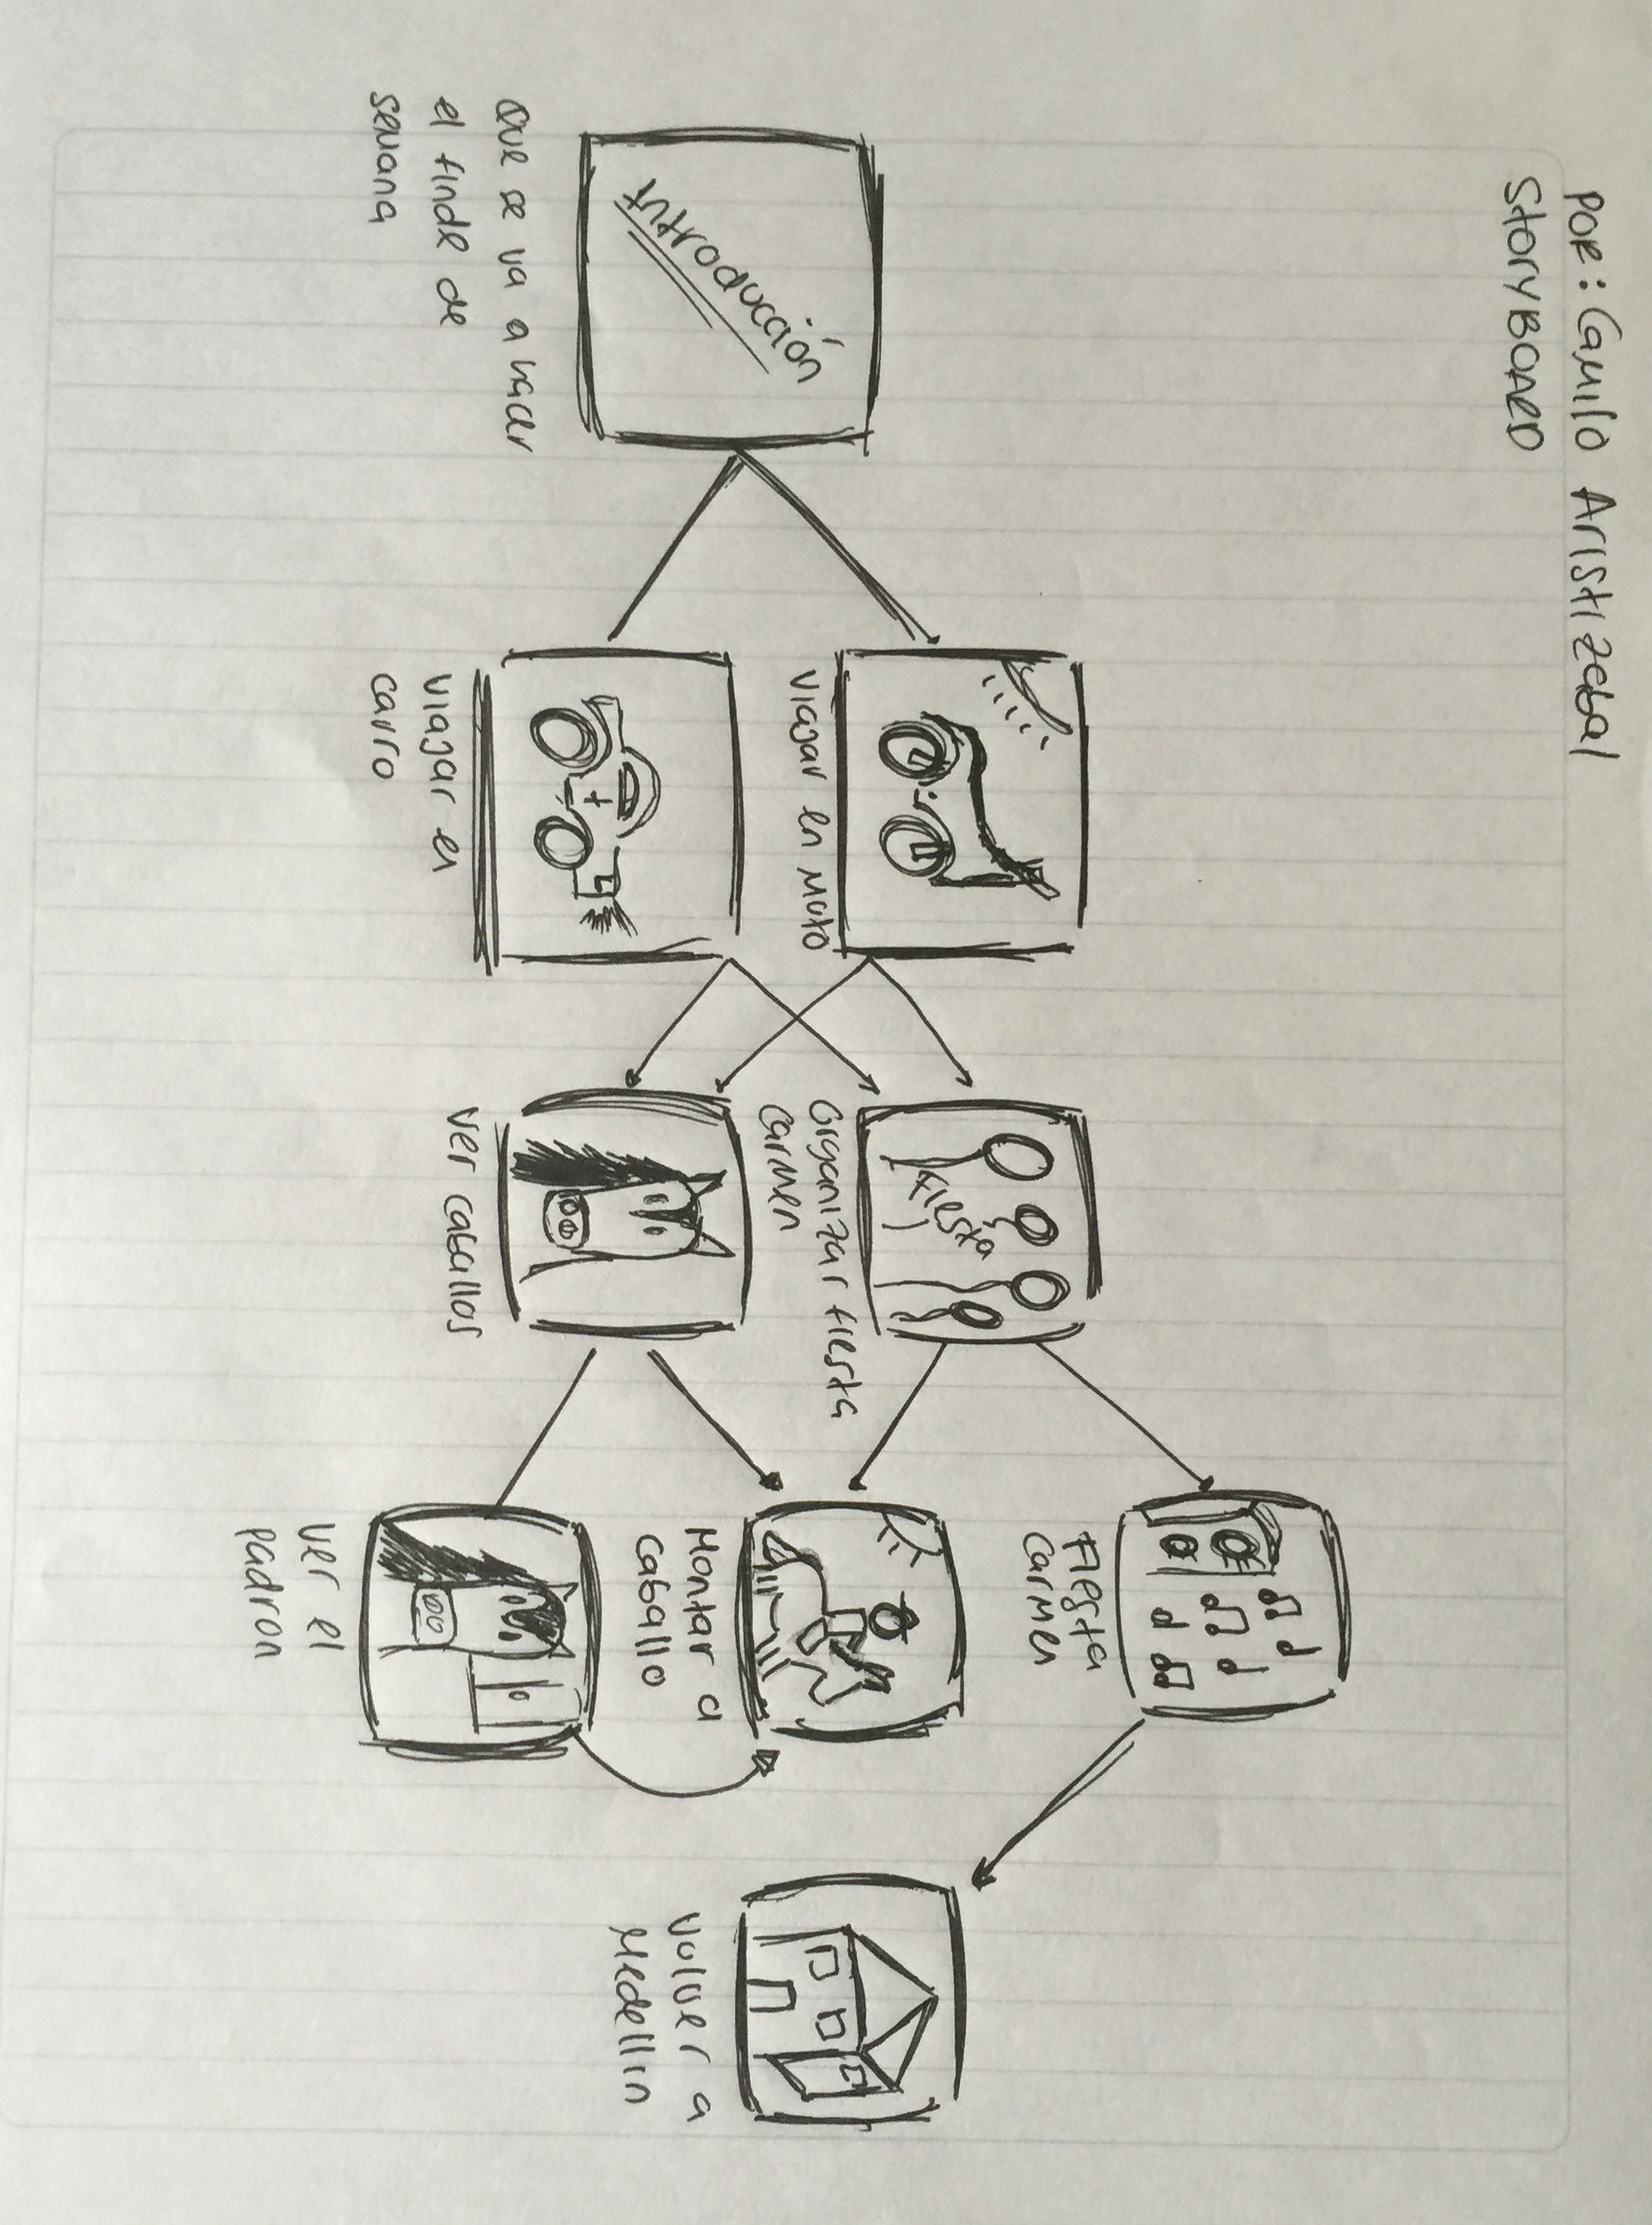 POR: Camilo Aristizabal
StoryBOARD
INTRODUCCIÓN
Que se va a hacer
el finde de
semana
Viajar en Moto
Viajar en
carro
Fiesta
Organizar fiesta
Carmen
Ver caballos
Fiesta
Carmen
Montar a
Caballo
Ver el
padron
Volver a
Medellin